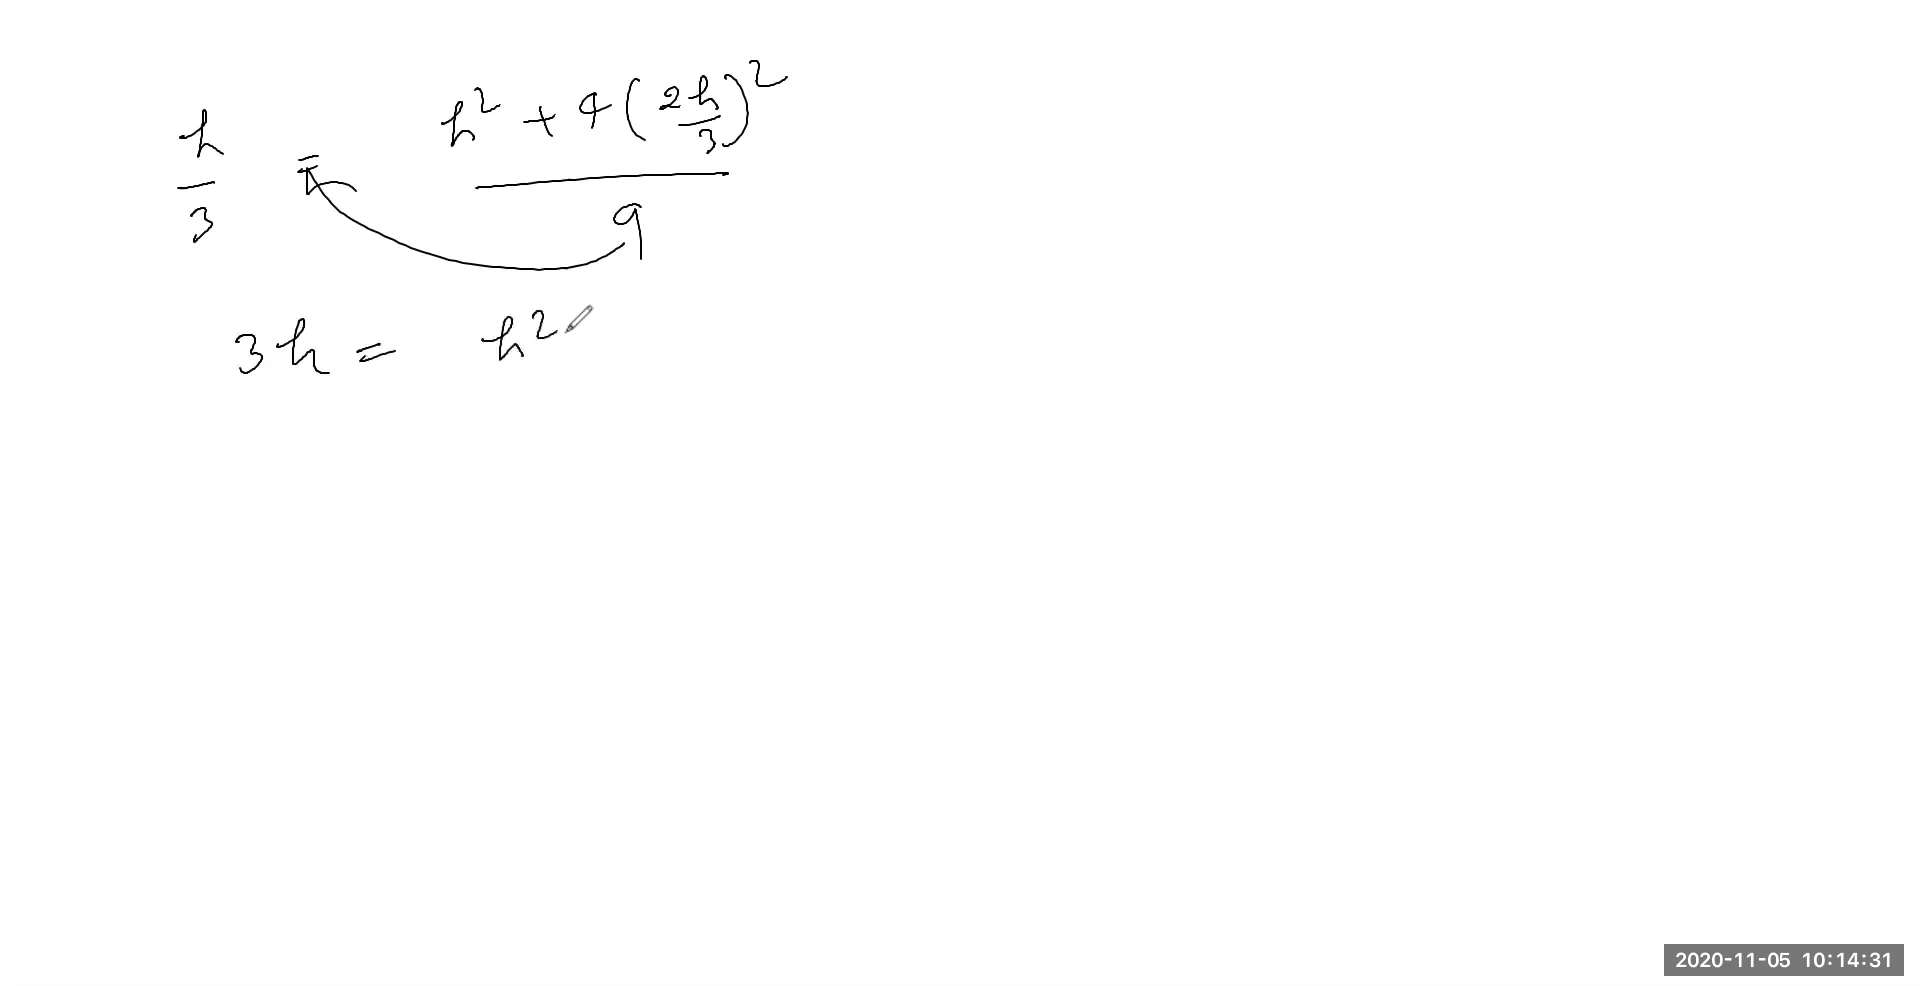 h/3 = (h² + 4(2h/3)²)/9
3h = h²
2020-11-05 10:14:31